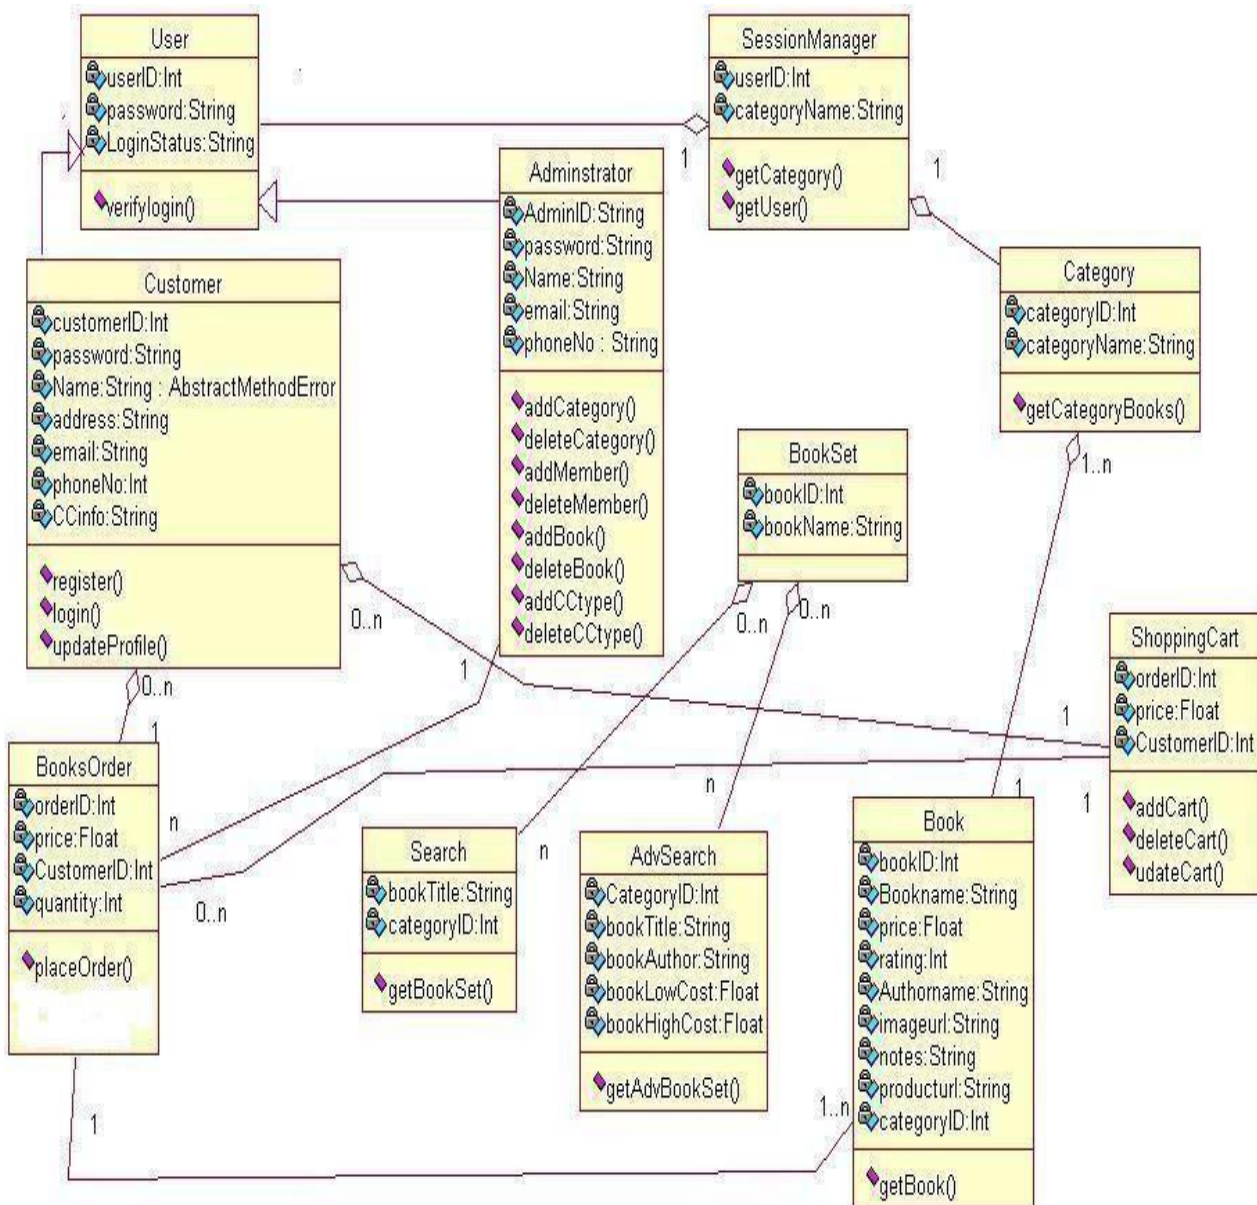 User
userID:Int
password:String
LoginStatus:String
verifylogin()
SessionManager
userID:Int
categoryName:String
getCategory()
getUser()
1
1
Adminstrator
AdminID:String
password:String
Name:String
email:String
phoneNo : String
addCategory()
deleteCategory()
addMember()
deleteMember()
addBook()
deleteBook()
addCCtype()
deleteCCtype()
1
Customer
customerID:Int
password:String
Name:String : AbstractMethodError
address:String
email:String
phoneNo:Int
CCinfo:String
register()
login()
updateProfile()
0..n
0..n
1
Category
categoryID:Int
categoryName:String
getCategoryBooks()
1..n
BookSet
bookID:Int
bookName:String
0..n
0..n
ShoppingCart
orderID:Int
price:Float
CustomerID:Int
addCart()
deleteCart()
udateCart()
1
1
BooksOrder
orderID:Int
price:Float
CustomerID:Int
quantity:Int
placeOrder()
n
0..n
1
Search
bookTitle:String
categoryID:Int
getBookSet()
n
AdvSearch
CategoryID:Int
bookTitle:String
bookAuthor:String
bookLowCost:Float
bookHighCost:Float
getAdvBookSet()
n
Book
bookID:Int
Bookname:String
price:Float
rating:Int
Authorname:String
imageurl:String
notes:String
producturl:String
categoryID:Int
getBook()
1
1..n